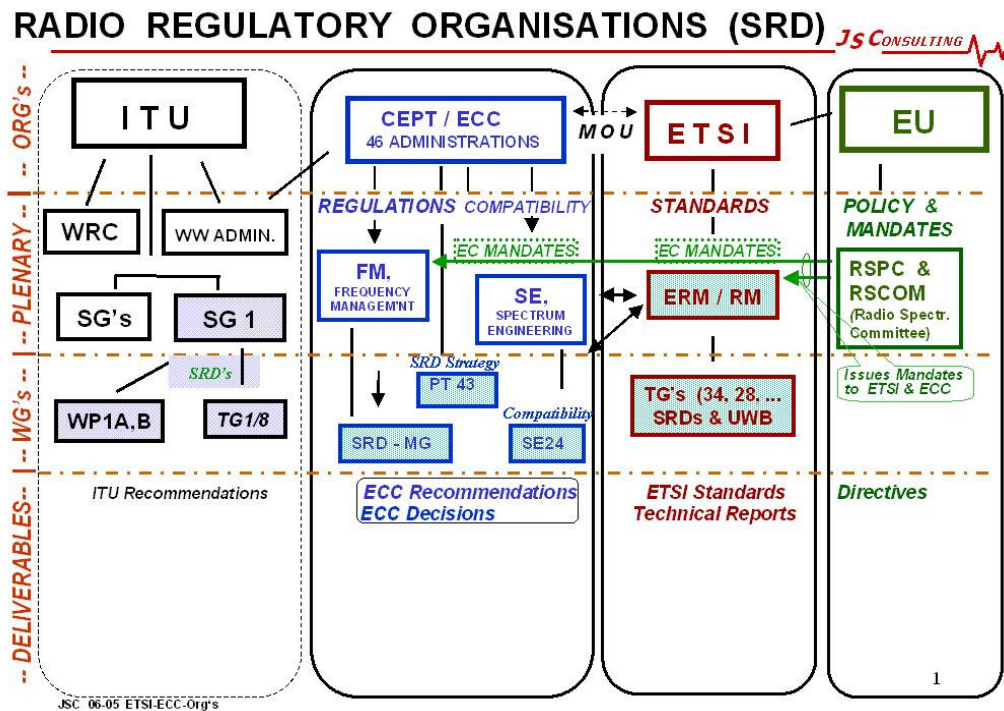 RADIO REGULATORY ORGANISATIONS (SRD)
JSCONSULTING
-- ORG's --
ITU
CEPT / ECC
46 ADMINISTRATIONS
MOU
ETSI
EU
-- PLENARY --
WRC
WW ADMIN.
SG's
SG 1
REGULATIONS
COMPATIBILITY
EC MANDATES
FM,
FREQUENCY
MANAGEM'NT
SE,
SPECTRUM
ENGINEERING
STANDARDS
EC MANDATES
ERM / RM
POLICY &
MANDATES
RSPC &
RSCOM
(Radio Spectr.
Committee)
Issues Mandates
to ETSI & ECC
-- WG's --
SRD's
WP1A,B
TG1/8
SRD Strategy
PT 43
Compatibility
SRD - MG
SE24
TG's (34, 28, ...
SRDs & UWB
-- DELIVERABLES--
ITU Recommendations
ECC Recommendations
ECC Decisions
ETSI Standards
Technical Reports
Directives
1
JSC 06-05 ETSI-ECC-Org's